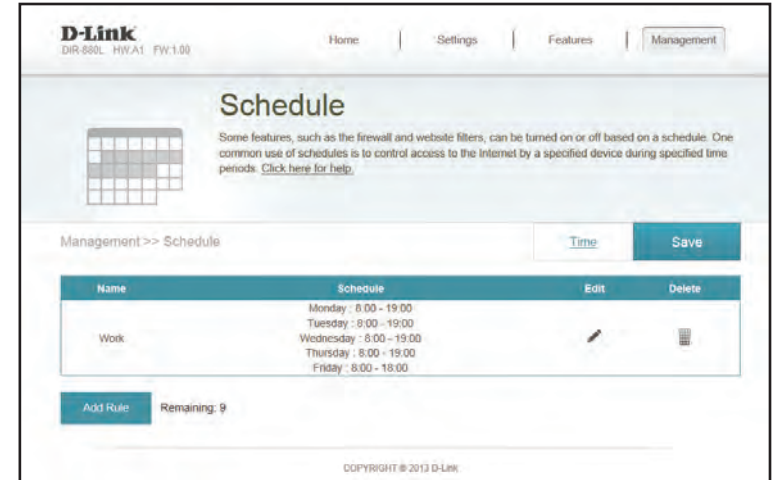 D-Link
DIR-880L HW:A1 FW:1.00
Home | Settings | Features | Management
Schedule
Some features, such as the firewall and website filters, can be turned on or off based on a schedule. One
common use of schedules is to control access to the Internet by a specified device during specified time
periods. Click here for help.
Management >> Schedule
Time
Save
Name Schedule Edit Delete
Monday : 8:00 - 19:00
Tuesday : 8:00 - 19:00
Work Wednesday : 8:00 - 19:00
Thursday : 8:00 - 19:00
Friday : 8:00 - 18:00
Add Rule Remaining: 9
COPYRIGHT © 2013 D-Link